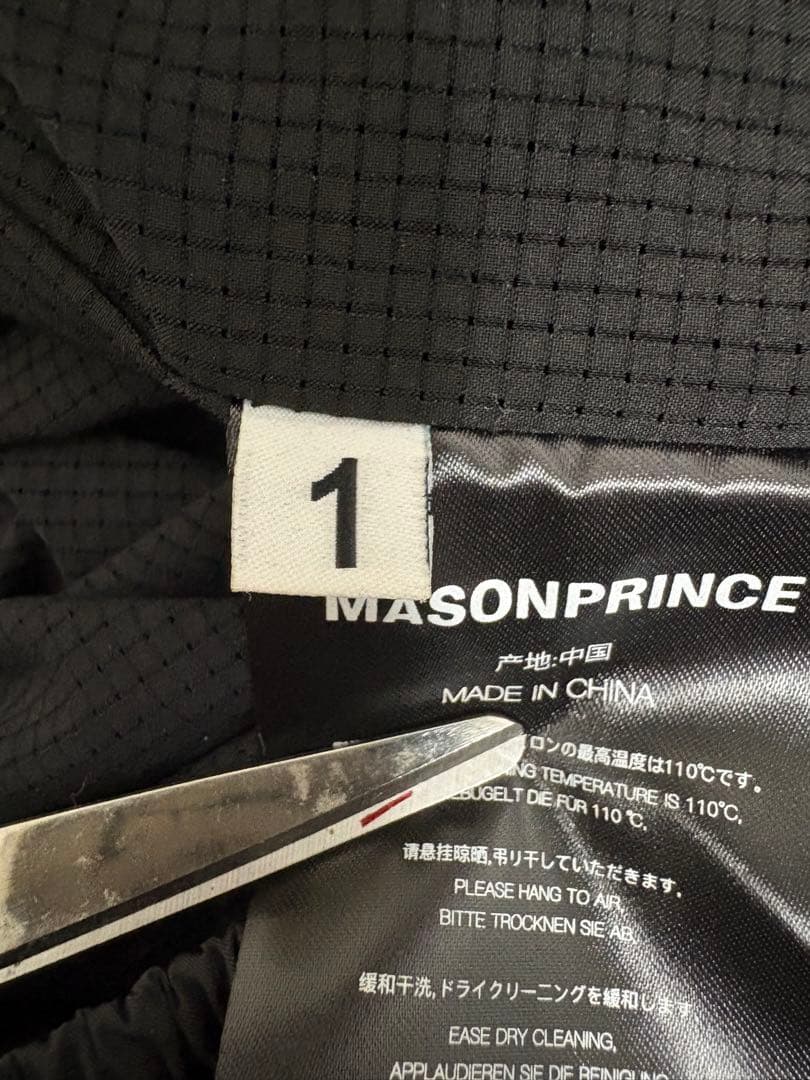 1
MASONPRINCE
产地:中国
MADE IN CHINA
ロンの最高温度は110℃です。
TEMPERATURE IS 110℃,
DIE FÜR 110 ℃,
请悬挂晾晒,吊り干していただきます.
PLEASE HANG TO AIR,
BITTE TROCKNEN SIE AB,
缓和干洗,ドライクリーニングを緩和します
EASE DRY CLEANING,
APPLAUDIEREN SIE DIE REINIGUNG